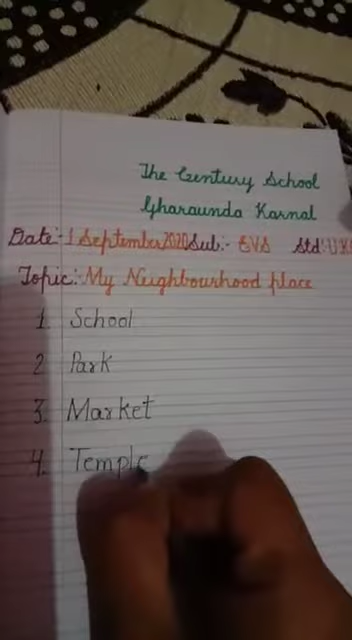 The Century School
Gharaunda Karnal
Date:- 1 September 2020 Sub:- EVS Std:- U.K.
Topic:- My Neighbourhood place
1. School
2. Park
3. Market
4. Temple